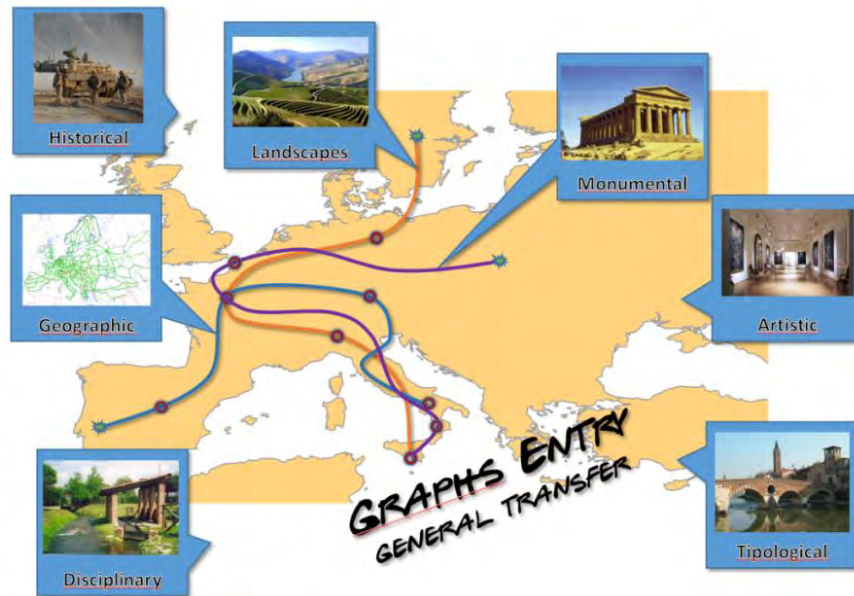 Historical
Landscapes
Monumental
Geographic
Artistic
GRAPHS ENTRY
GENERAL TRANSFER
Disciplinary
Tipological